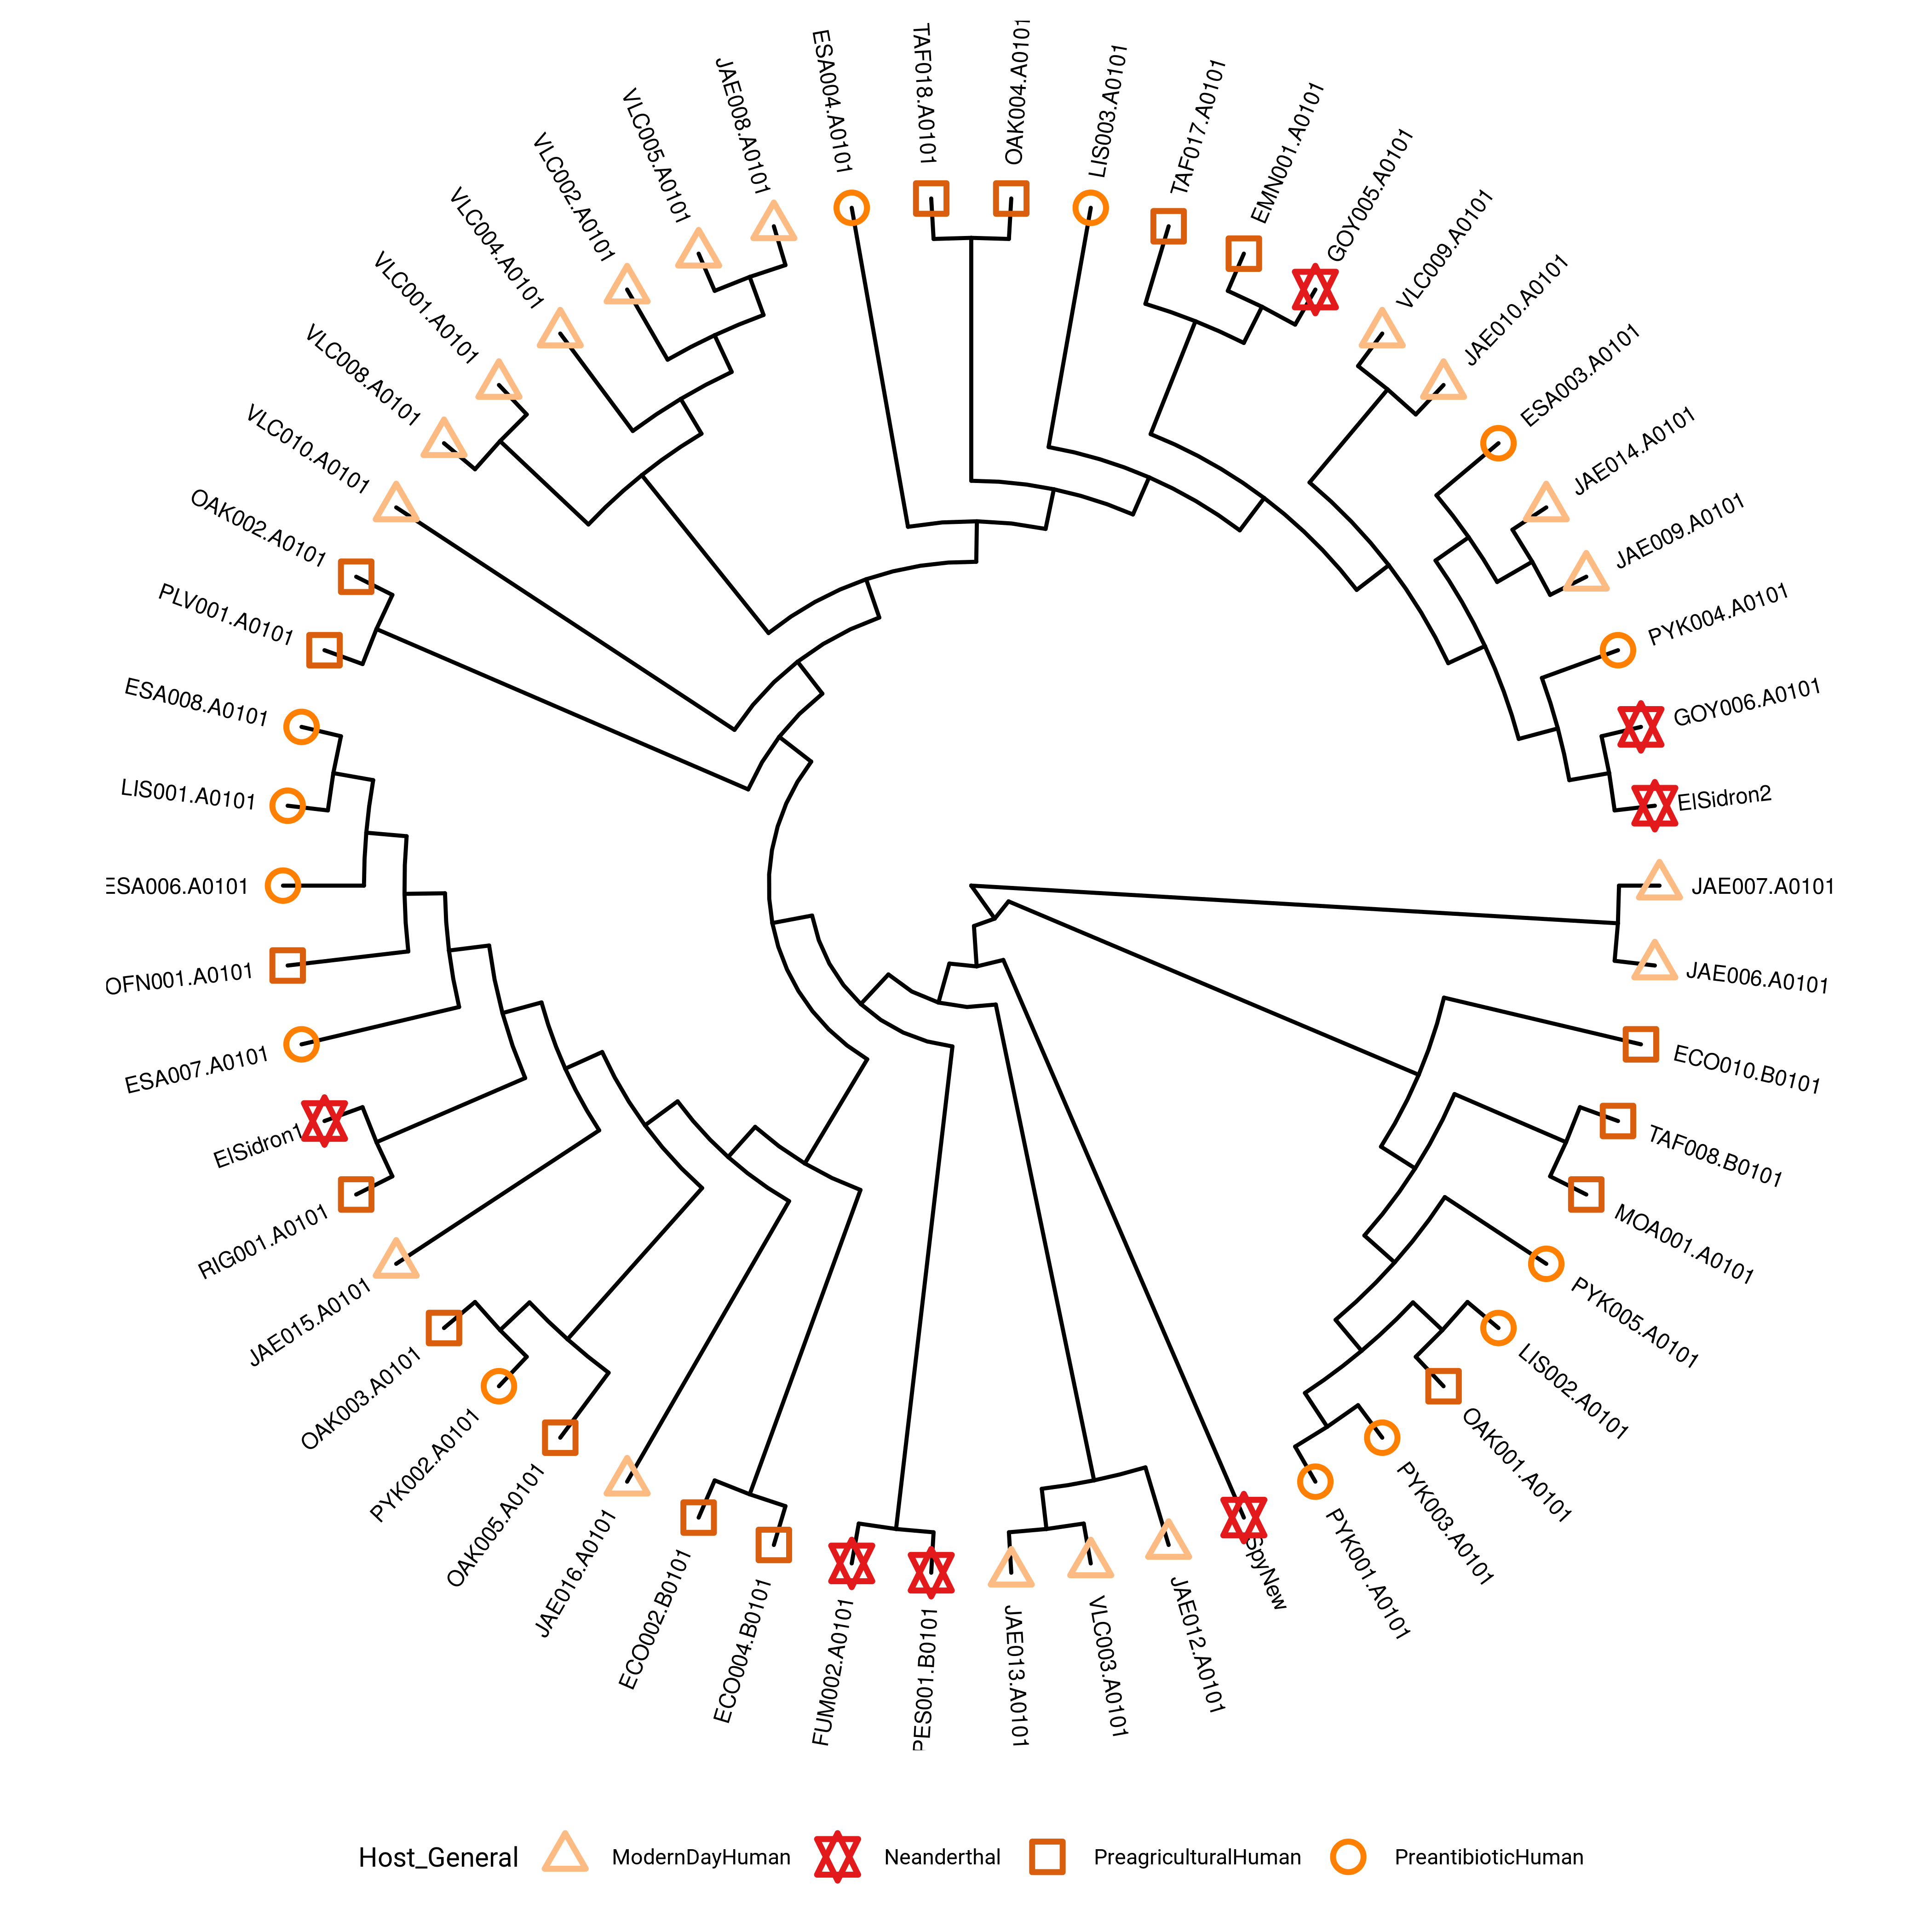 ESA004.A0101
TAF018.A0101
OAK004.A0101
LIS003.A0101
TAF017.A0101
EMN001.A0101
GOY005.A0101
VLC009.A0101
JAE010.A0101
ESA003.A0101
JAE014.A0101
JAE009.A0101
PYK004.A0101
GOY006.A0101
ElSidron2
JAE007.A0101
JAE006.A0101
ECO010.B0101
TAF008.B0101
MOA001.A0101
PYK005.A0101
LIS002.A0101
OAK001.A0101
PYK003.A0101
PYK001.A0101
SpyNew
JAE012.A0101
VLC003.A0101
JAE013.A0101
PES001.B0101
FUM002.A0101
ECO004.B0101
ECO002.B0101
JAE016.A0101
OAK005.A0101
PYK002.A0101
OAK003.A0101
JAE015.A0101
RIG001.A0101
ElSidron1
ESA007.A0101
OFN001.A0101
ESA006.A0101
LIS001.A0101
ESA008.A0101
PLV001.A0101
OAK002.A0101
VLC010.A0101
VLC008.A0101
VLC001.A0101
VLC004.A0101
VLC002.A0101
VLC005.A0101
JAE008.A0101
Host_General ModernDayHuman Neanderthal PreagriculturalHuman PreantibioticHuman